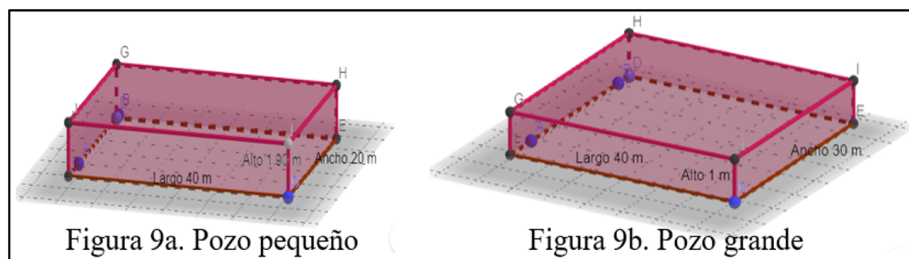 G
H
Largo 40 m
Alto 1.90 m
Ancho 20 m
Figura 9a. Pozo pequeño
H
I
G
D
E
Largo 40 m
Alto 1 m
Ancho 30 m
Figura 9b. Pozo grande